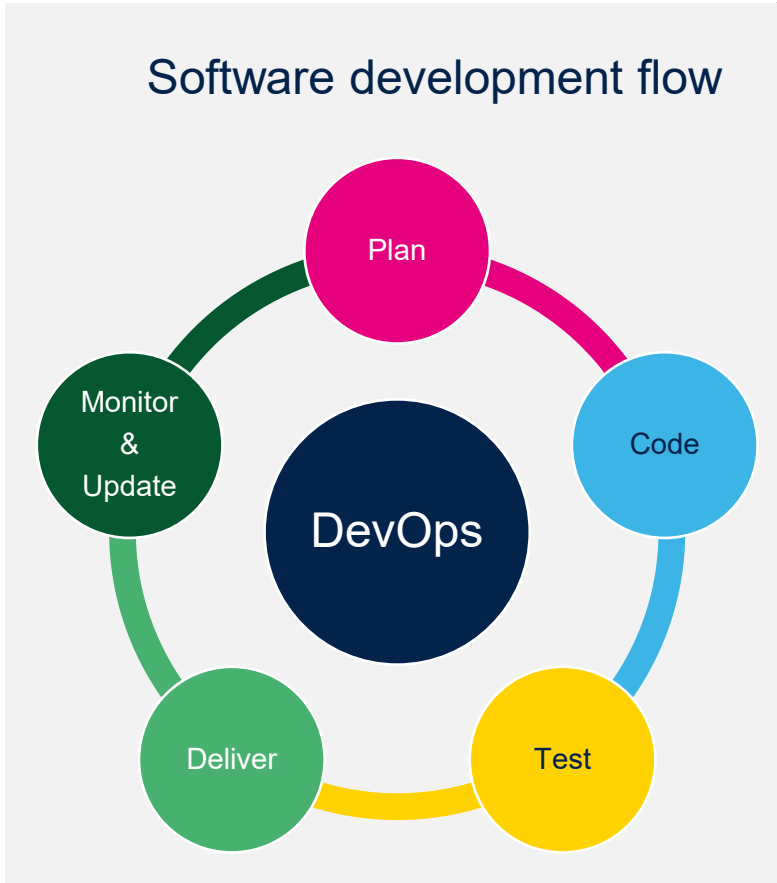 Software development flow
Plan
Code
Test
Deliver
Monitor
&
Update
DevOps